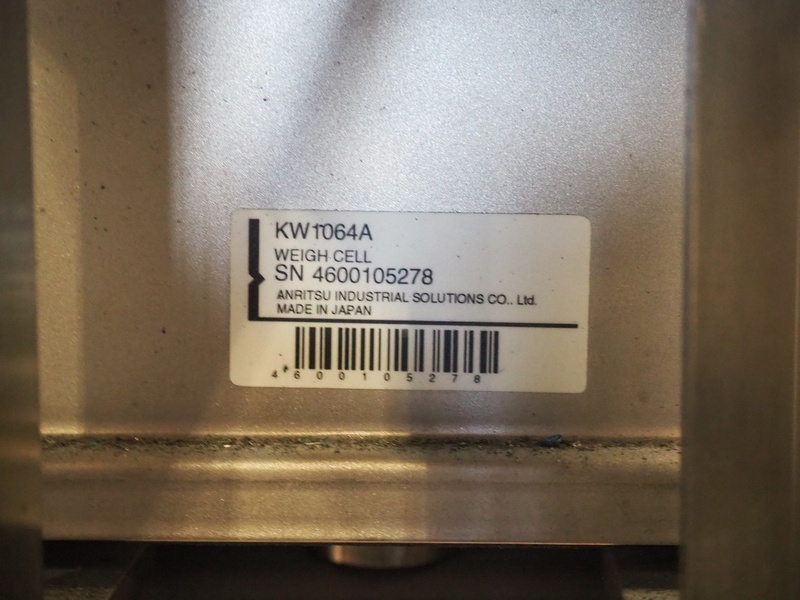 KW1064A
WEIGH CELL
SN 4600105278
ANRITSU INDUSTRIAL SOLUTIONS CO., Ltd.
MADE IN JAPAN
4600105278